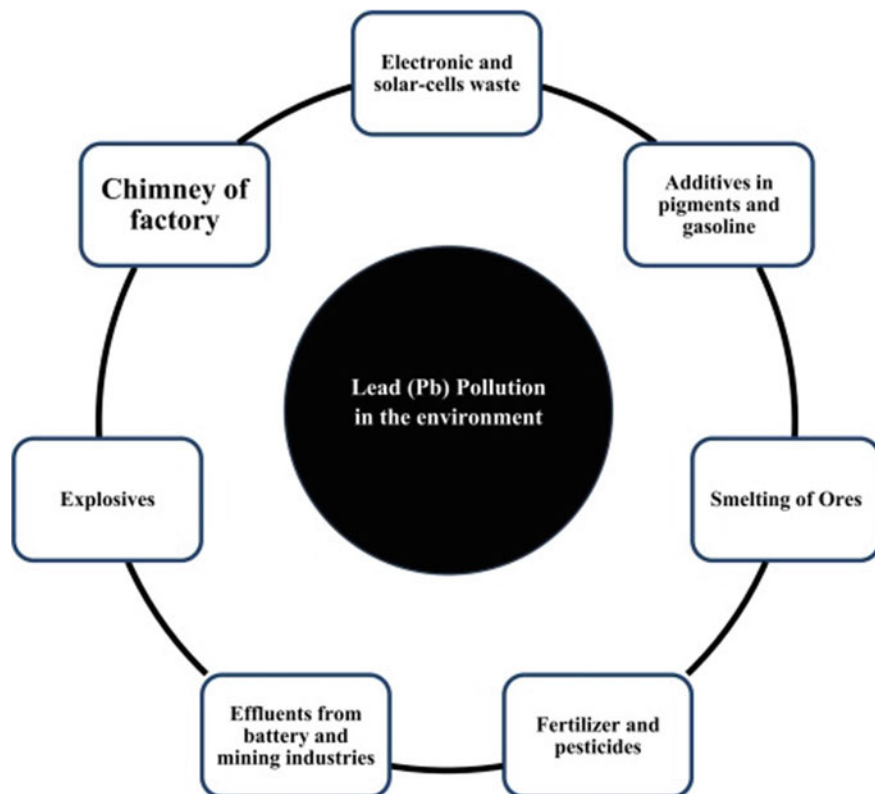 Electronic and
solar-cells waste
Additives in
pigments and
gasoline
Smelting of Ores
Fertilizer and
pesticides
Effluents from
battery and
mining industries
Explosives
Chimney of
factory
Lead (Pb) Pollution
in the environment